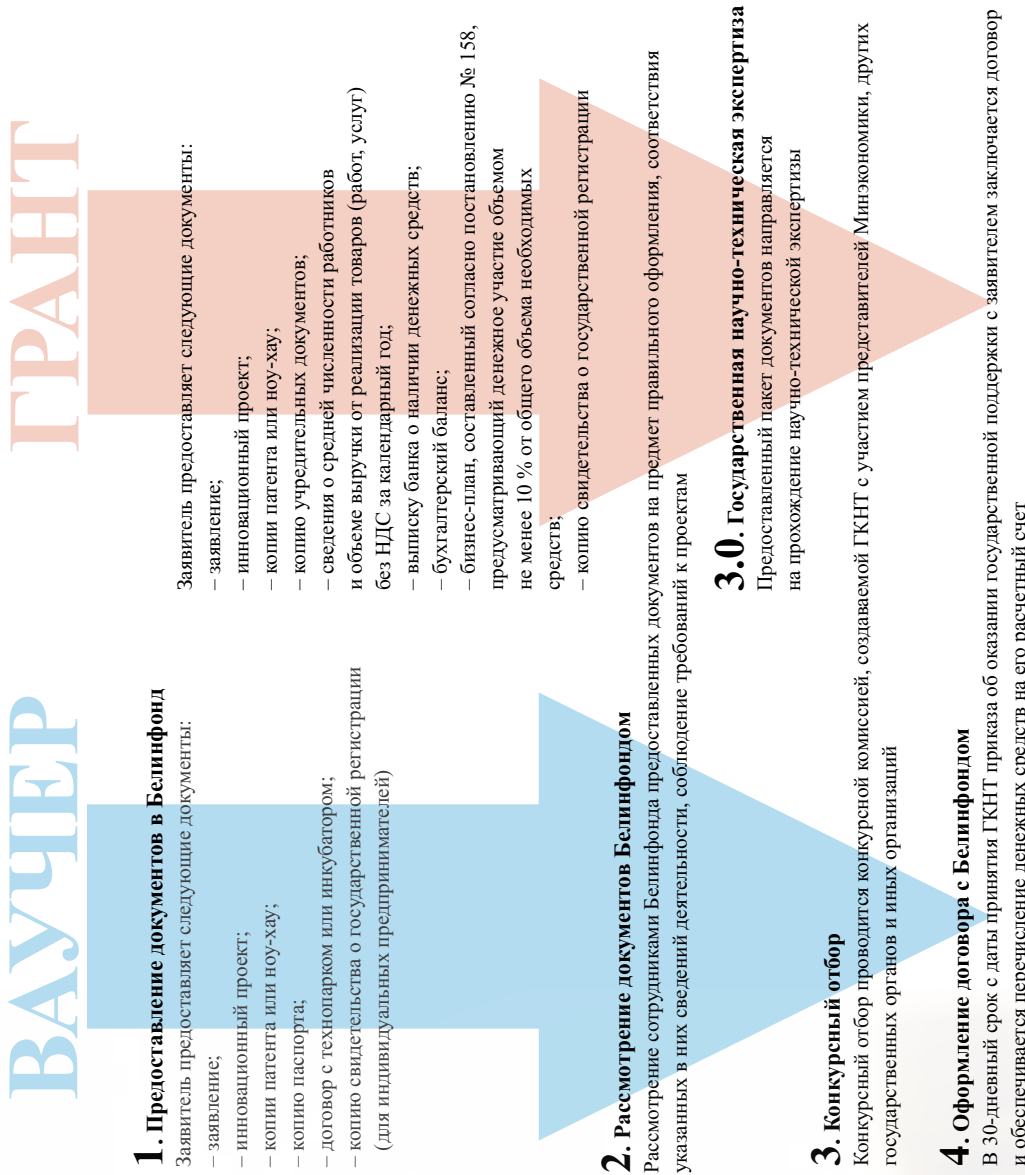 ВАУЧЕР
ГРАНТ
1. Предоставление документов в Белинфонд
Заявитель предоставляет следующие документы:
– заявление;
– инновационный проект;
– копии патента или ноу-хау;
– копию паспорта;
– договор с технопарком или инкубатором;
– копию свидетельства о государственной регистрации
(для индивидуальных предпринимателей)
Заявитель предоставляет следующие документы:
– заявление;
– инновационный проект;
– копии патента или ноу-хау;
– копию учредительных документов;
– сведения о средней численности работников
и объеме выручки от реализации товаров (работ, услуг)
без НДС за календарный год;
– выписку банка о наличии денежных средств;
– бухгалтерский баланс;
– бизнес-план, составленный согласно постановлению № 158,
предусматривающий денежное участие объемом
не менее 10 % от общего объема необходимых
средств;
– копию свидетельства о государственной регистрации
2. Рассмотрение документов Белинфондом
Рассмотрение сотрудниками Белинфонда предоставленных документов на предмет правильного оформления, соответствия
указанных в них сведений деятельности, соблюдение требований к проектам
3.0. Государственная научно-техническая экспертиза
Предоставленный пакет документов направляется
на прохождение научно-технической экспертизы
3. Конкурсный отбор
Конкурсный отбор проводится конкурсной комиссией, создаваемой ГКНТ с участием представителей Минэкономики, других
государственных органов и иных организаций
4. Оформление договора с Белинфондом
В 30-дневный срок с даты принятия ГКНТ приказа об оказании государственной поддержки с заявителем заключается договор
и обеспечивается перечисление денежных средств на его расчетный счет